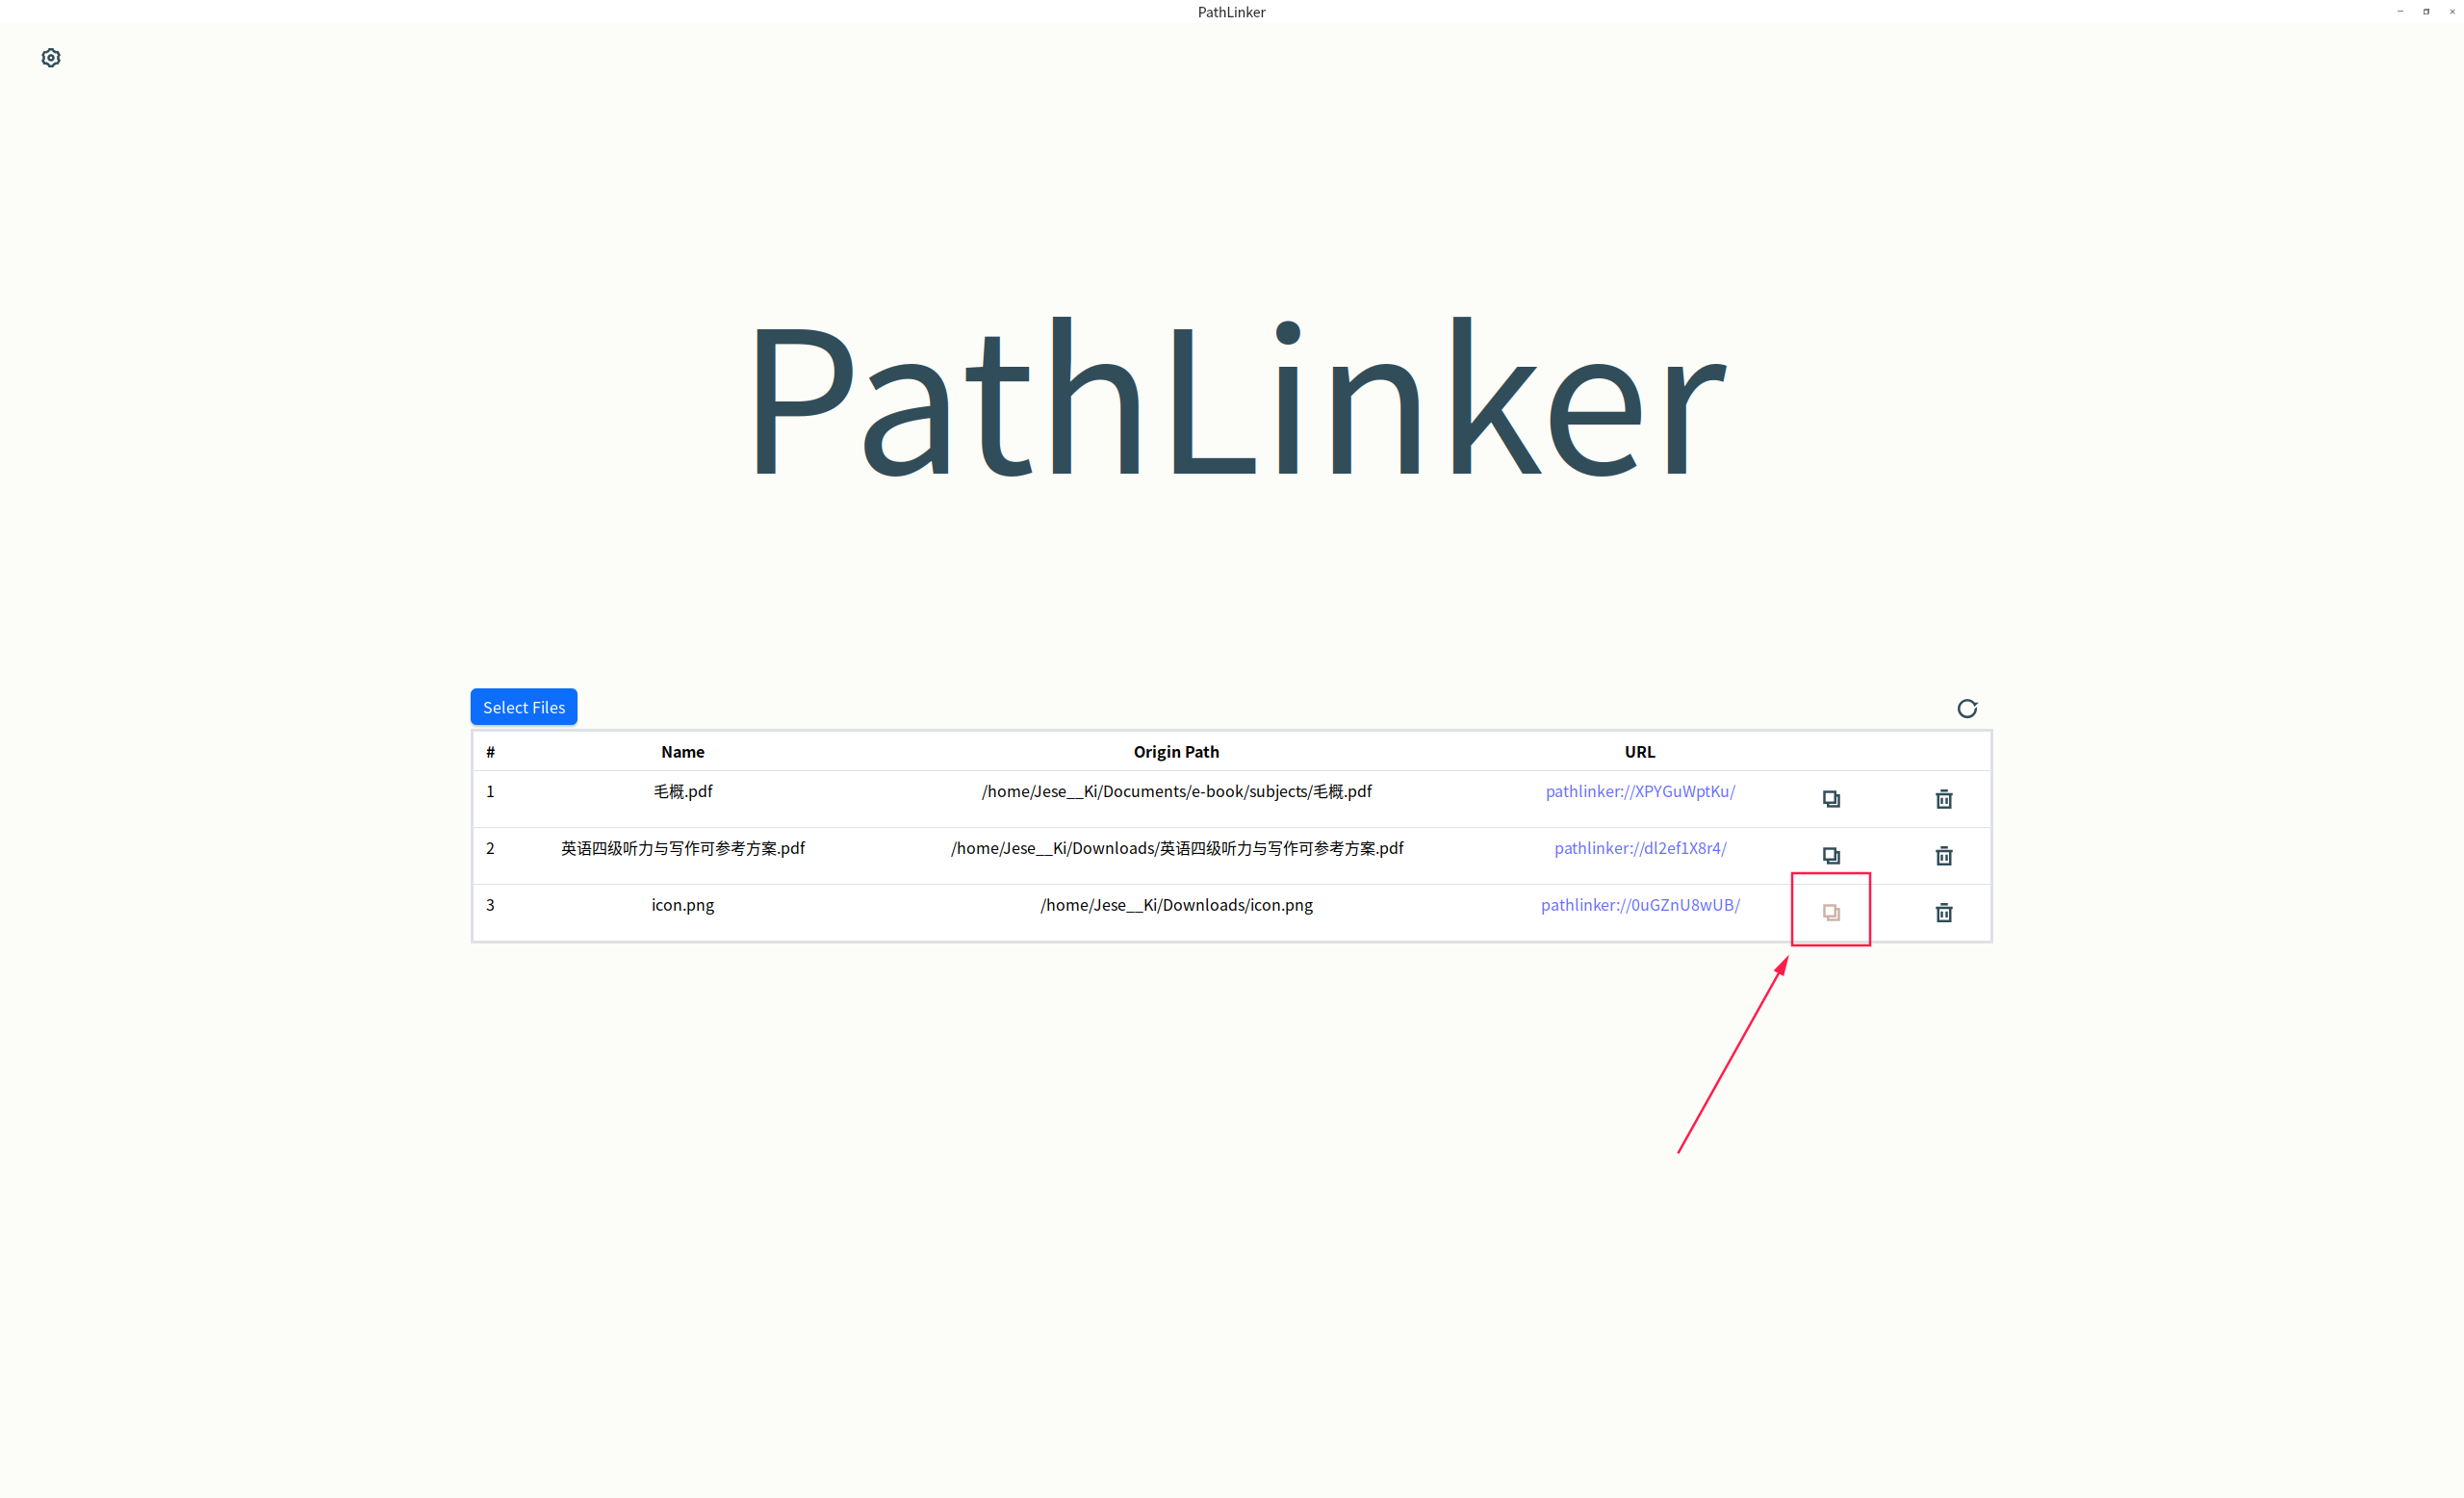 PathLinker
PathLinker
Select Files
# Name Origin Path URL
1 毛概.pdf /home/Jese__Ki/Documents/e-book/subjects/毛概.pdf pathlinker://XPYGuWptKu/
2 英语四级听力与写作可参考方案.pdf /home/Jese__Ki/Downloads/英语四级听力与写作可参考方案.pdf pathlinker://dl2ef1X8r4/
3 icon.png /home/Jese__Ki/Downloads/icon.png pathlinker://0uGZnU8wUB/